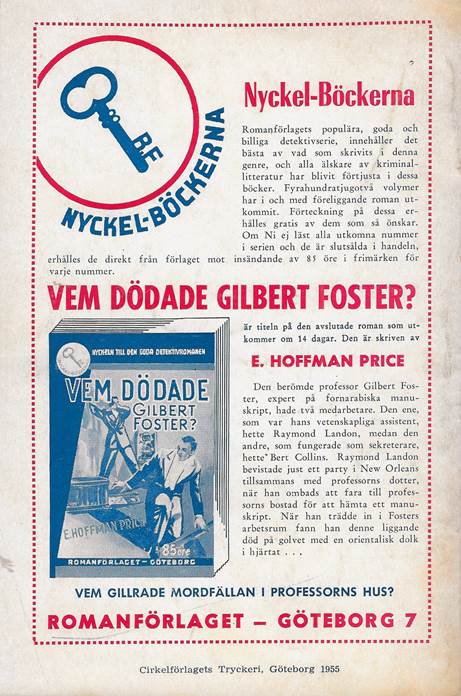 R.F.
NYCKEL-BÖCKERNA
Nyckel-Böckerna
Romanförlagets populära, goda och
billiga detektivserie, innehåller det
bästa av vad som skrivits i denna
genre, och alla älskare av kriminal-
litteratur har blivit förtjusta i dessa
böcker. Fyrahundratjugotvå volymer
har i och med föreliggande roman ut-
kommit. Förteckning på dessa er-
hålles gratis av dem som så önskar.
Om Ni ej läst alla utkomna nummer
i serien och de är slutsålda i handeln,
erhålles de direkt från förlaget mot insändande av 85 öre i frimärken för
varje nummer.
VEM DÖDADE GILBERT FOSTER?
är titeln på den avslutade roman som ut-
kommer om 14 dagar. Den är skriven av
E. HOFFMAN PRICE
Den berömde professor Gilbert Fos-
ter, expert på fornarabiska manu-
skript, hade två medarbetare. Den ene,
som var hans vetenskapliga assistent,
hette Raymond Landon, medan den
andre, som fungerade som sekreterare,
hette Bert Collins. Raymond Landon
bevistade just ett party i New Orleans
tillsammans med professorns dotter,
när han ombads att fara till profes-
sorns bostad för att hämta ett manu-
skript. När han trädde in i Fosters
arbetsrum fann han denne liggande
död på golvet med en orientalisk dolk
i hjärtat . . .
NYCKELN TILL DEN GODA DETEKTIVROMANEN
VEM DÖDADE
GILBERT
FOSTER?
E. HOFFMAN PRICE
85 öre
ROMANFÖRLAGET - GÖTEBORG
VEM GILLRADE MORDFÄLLAN I PROFESSORNS HUS?
ROMANFÖRLAGET — GÖTEBORG 7
Cirkelförlagets Tryckeri, Göteborg 1955